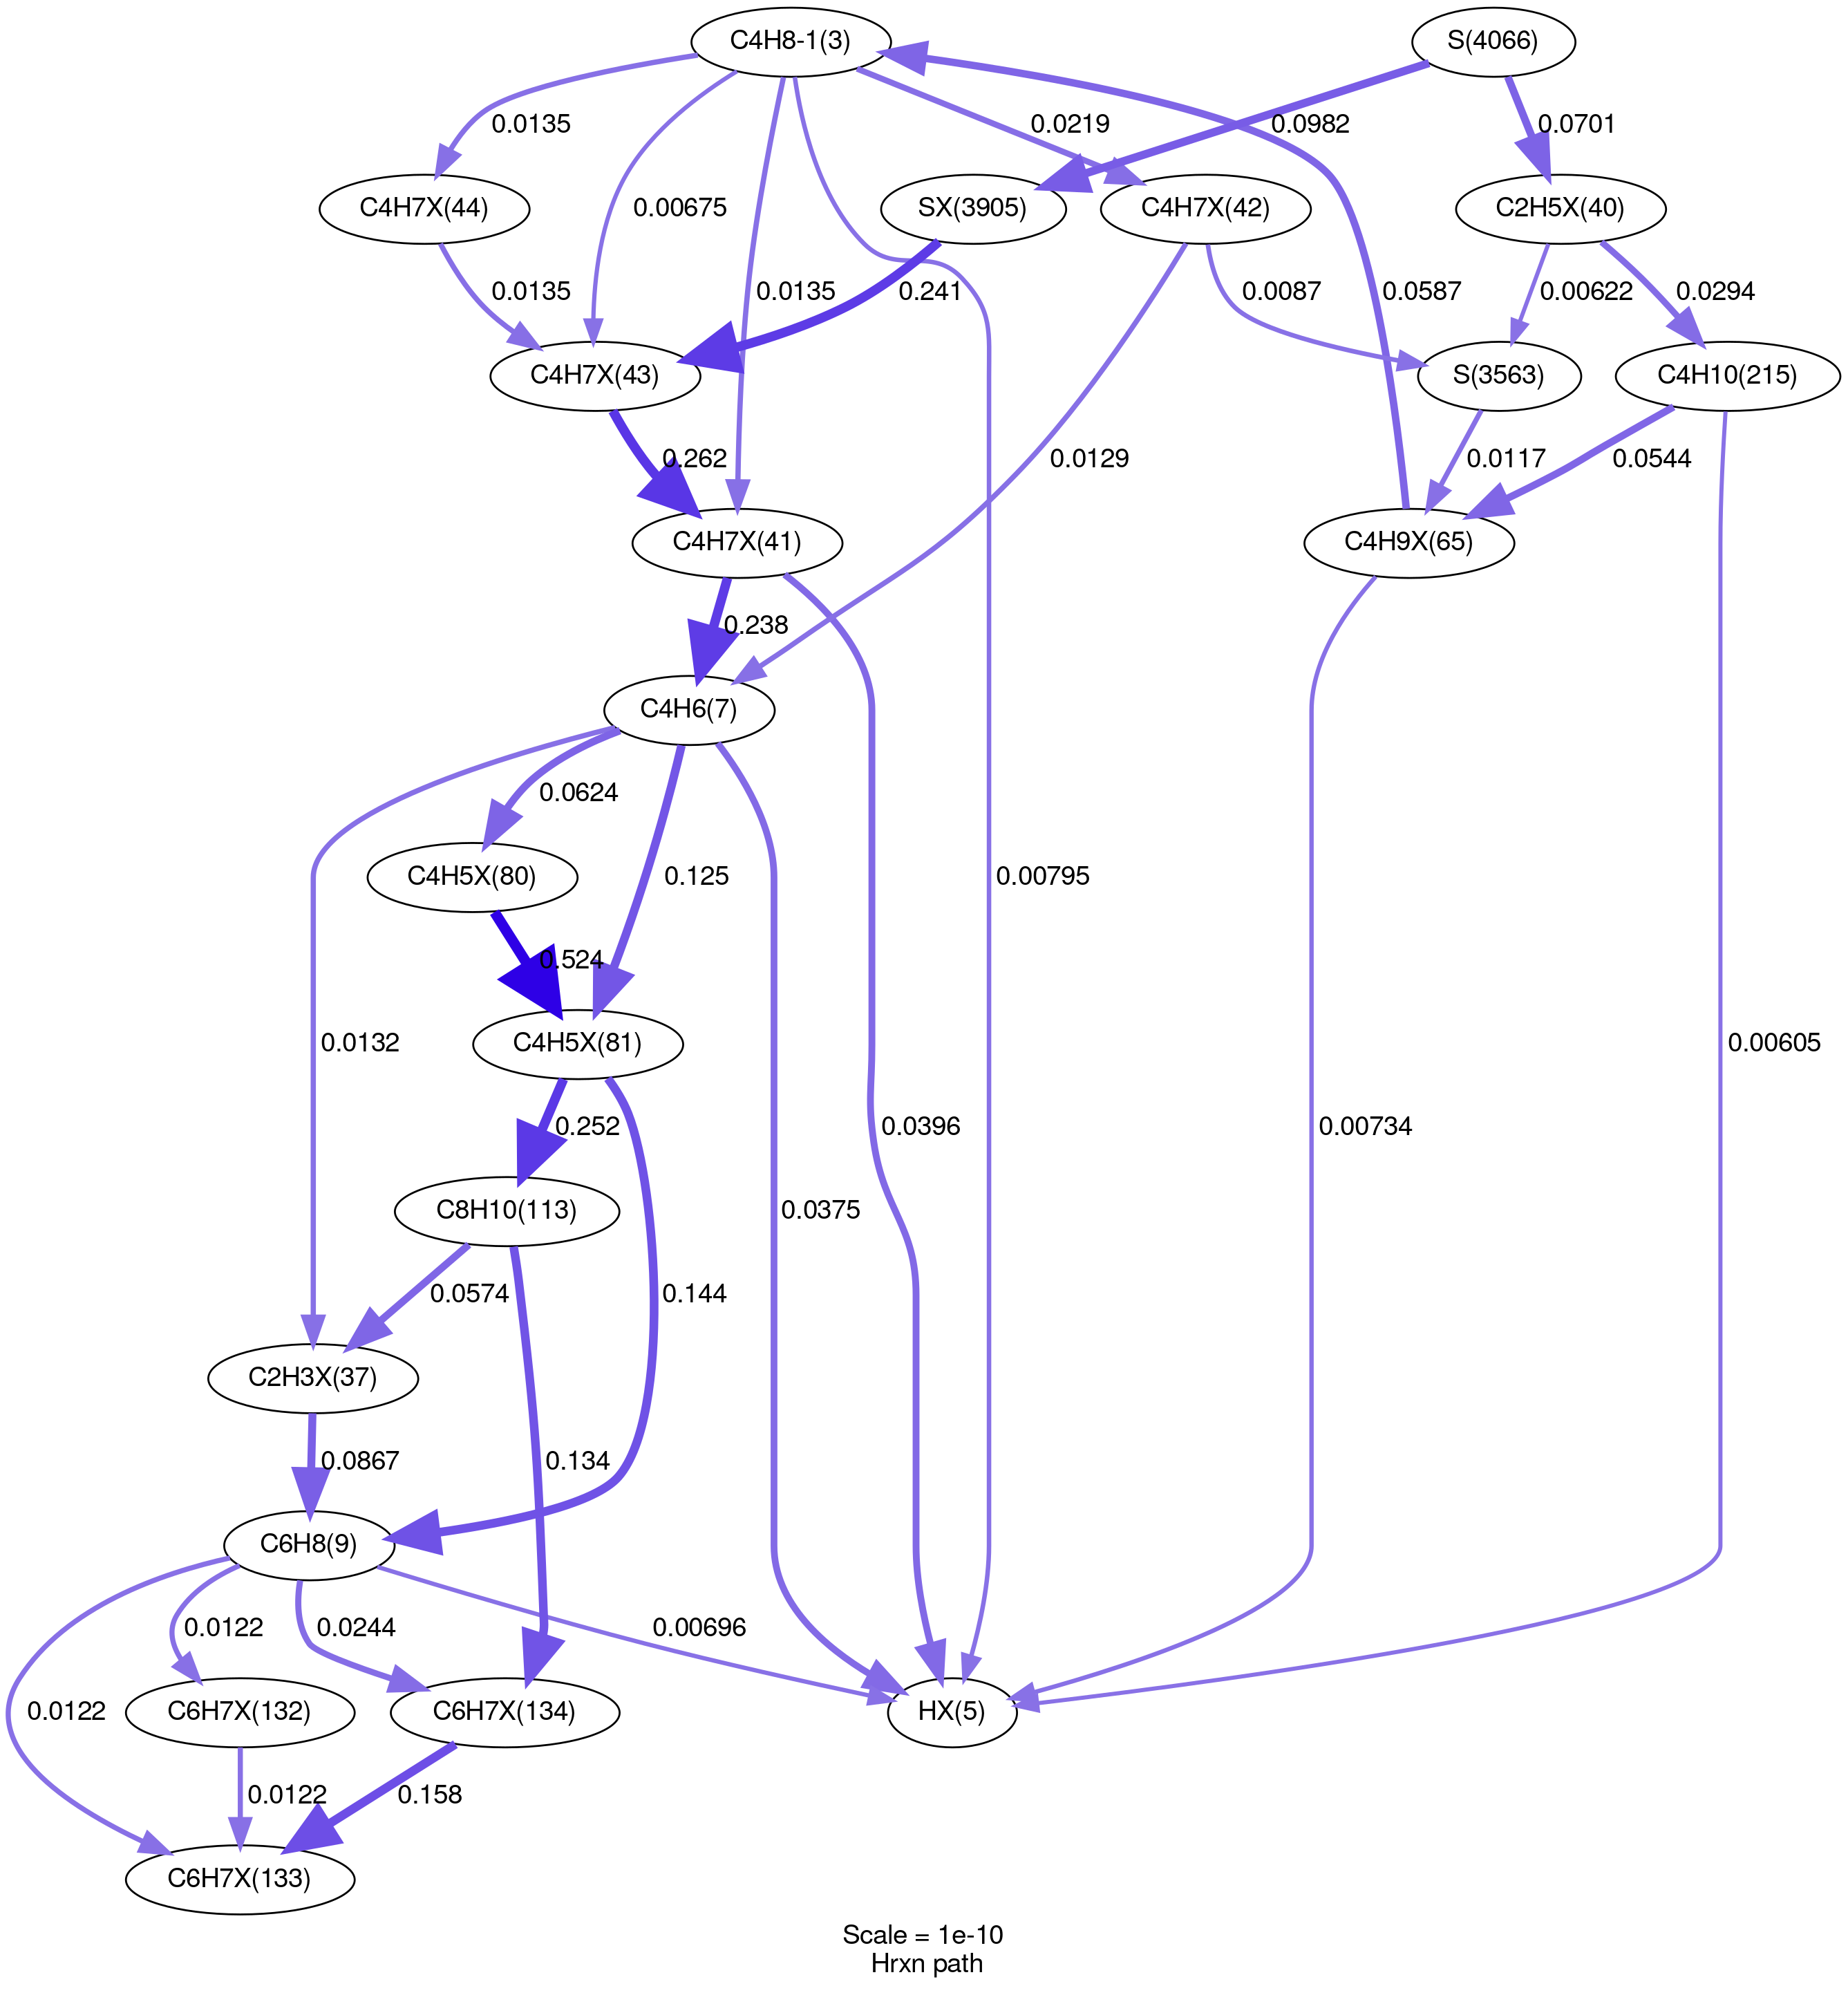 C4H8-1(3)
S(4066)
0.0135
0.0219
0.0982
0.0701
C4H7X(44)
0.00675
SX(3905)
C4H7X(42)
C2H5X(40)
0.0135
0.0135
0.241
0.0087
0.0587
0.00622
0.0294
C4H7X(43)
S(3563)
C4H10(215)
0.262
0.0129
0.0117
0.0544
C4H7X(41)
C4H9X(65)
0.238
C4H6(7)
0.0624
C4H5X(80)
0.125
0.00795
0.524
0.0132
C4H5X(81)
0.00605
0.252
0.0396
0.00734
C8H10(113)
0.0375
0.0574
0.144
C2H3X(37)
0.0867
0.134
C6H8(9)
0.0122
0.0244
0.00696
0.0122
C6H7X(132)
C6H7X(134)
HX(5)
0.0122
0.158
C6H7X(133)
Scale = 1e-10
Hrxn path